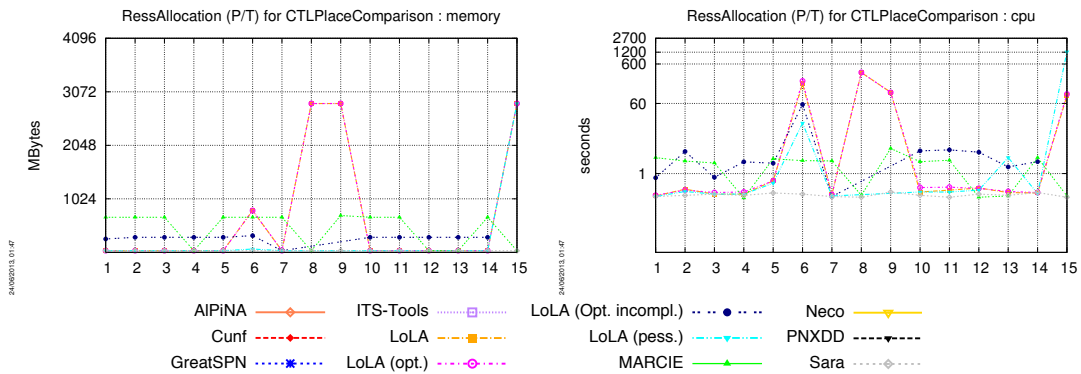 RessAllocation (P/T) for CTLPlaceComparison : memory
4096
3072
2048
1024
MBytes
1 2 3 4 5 6 7 8 9 10 11 12 13 14 15
24/06/2013, 01:47
RessAllocation (P/T) for CTLPlaceComparison : cpu
2700
1200
600
60
1
seconds
1 2 3 4 5 6 7 8 9 10 11 12 13 14 15
24/06/2013, 01:47
AlPiNA ITS-Tools LoLA (Opt. incompl.) Neco
Cunf LoLA LoLA (pess.) PNXDD
GreatSPN LoLA (opt.) MARCIE Sara